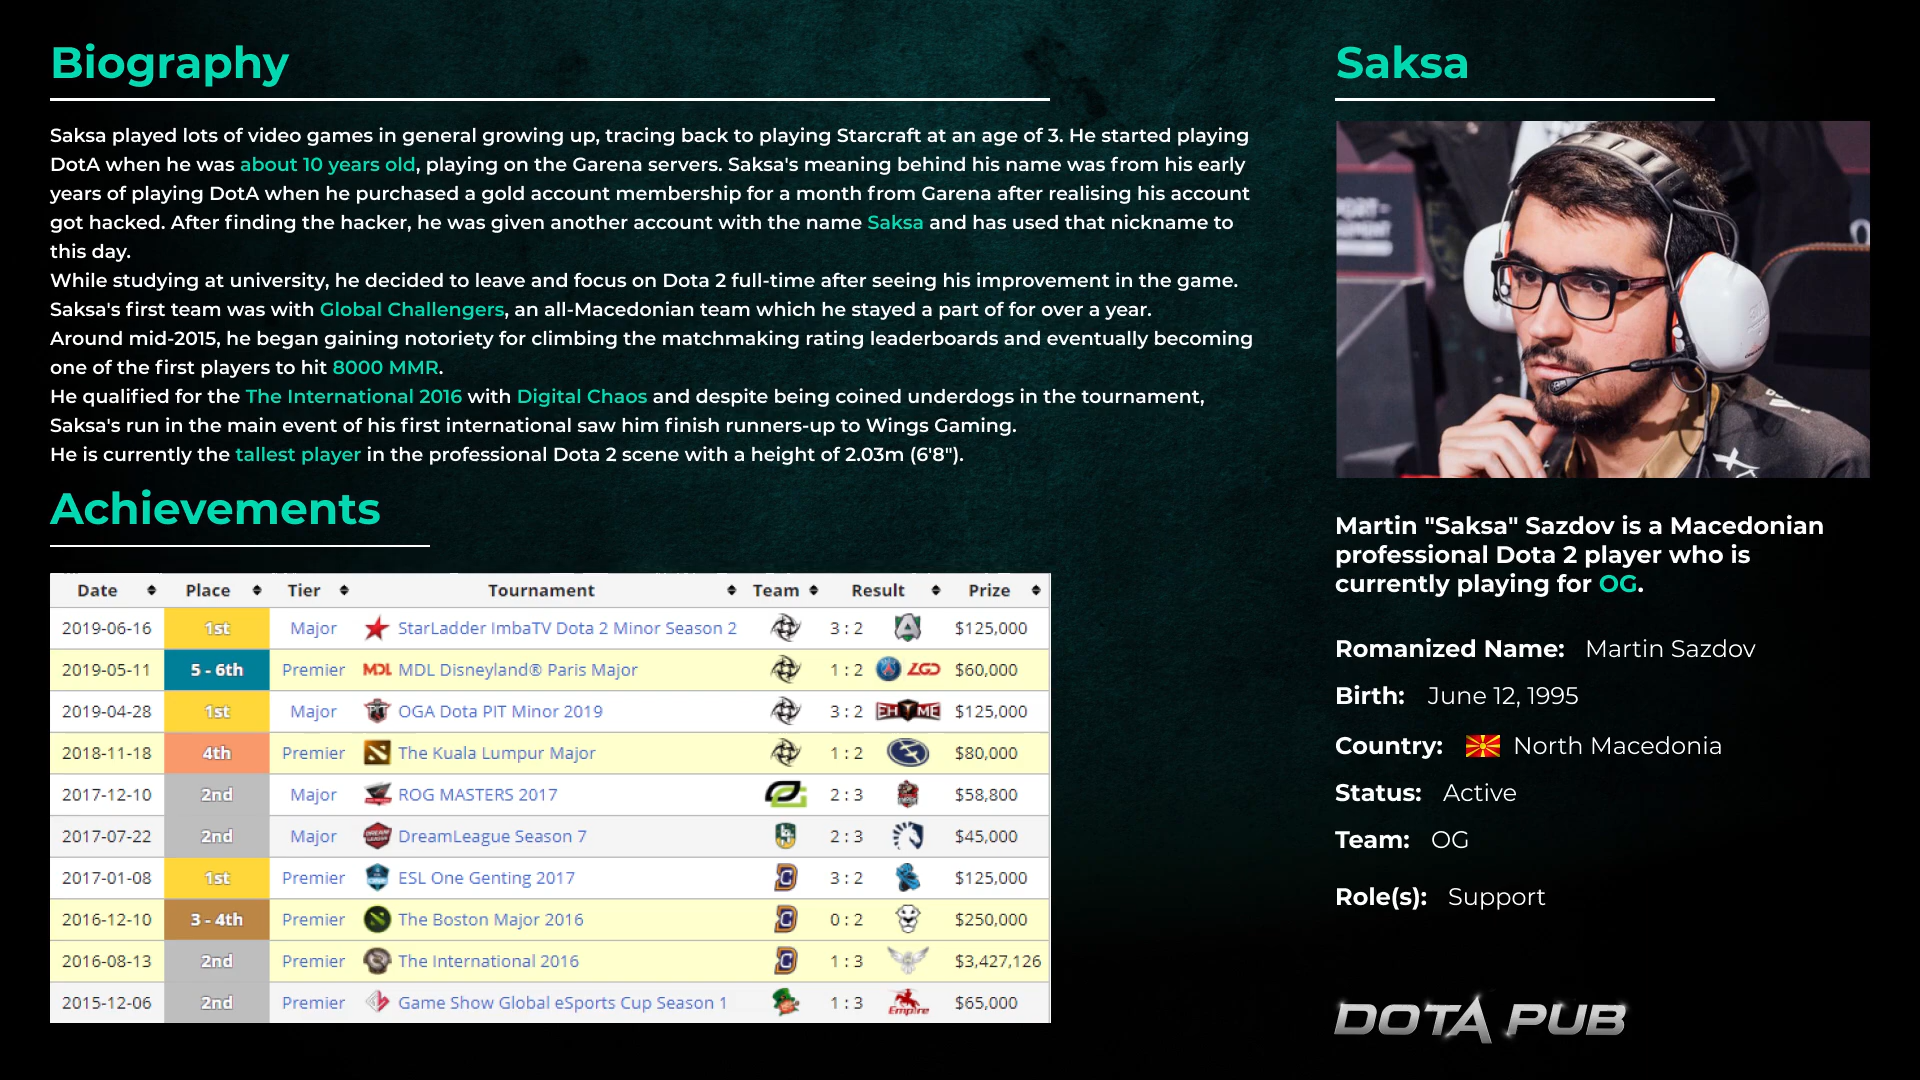 Biography
Saksa played lots of video games in general growing up, tracing back to playing Starcraft at an age of 3. He started playing
DotA when he was about 10 years old, playing on the Garena servers. Saksa's meaning behind his name was from his early
years of playing DotA when he purchased a gold account membership for a month from Garena after realising his account
got hacked. After finding the hacker, he was given another account with the name Saksa and has used that nickname to
this day.
While studying at university, he decided to leave and focus on Dota 2 full-time after seeing his improvement in the game.
Saksa's first team was with Global Challengers, an all-Macedonian team which he stayed a part of for over a year.
Around mid-2015, he began gaining notoriety for climbing the matchmaking rating leaderboards and eventually becoming
one of the first players to hit 8000 MMR.
He qualified for the The International 2016 with Digital Chaos and despite being coined underdogs in the tournament,
Saksa's run in the main event of his first international saw him finish runners-up to Wings Gaming.
He is currently the tallest player in the professional Dota 2 scene with a height of 2.03m (6'8").
Achievements
Date Place Tier Tournament Team Result Prize
2019-06-16 1st Major StarLadder ImbaTV Dota 2 Minor Season 2 3 : 2 $125,000
2019-05-11 5 - 6th Premier MDL MDL Disneyland® Paris Major 1 : 2 LGD $60,000
2019-04-28 1st Major OGA Dota PIT Minor 2019 3 : 2 EHOME $125,000
2018-11-18 4th Premier The Kuala Lumpur Major 1 : 2 $80,000
2017-12-10 2nd Major ROG MASTERS 2017 2 : 3 $58,800
2017-07-22 2nd Major DreamLeague Season 7 2 : 3 $45,000
2017-01-08 1st Premier ESL One Genting 2017 3 : 2 $125,000
2016-12-10 3 - 4th Premier The Boston Major 2016 0 : 2 $250,000
2016-08-13 2nd Premier The International 2016 1 : 3 $3,427,126
2015-12-06 2nd Premier Game Show Global eSports Cup Season 1 1 : 3 Empire $65,000
Saksa
Martin "Saksa" Sazdov is a Macedonian
professional Dota 2 player who is
currently playing for OG.
Romanized Name: Martin Sazdov
Birth: June 12, 1995
Country: North Macedonia
Status: Active
Team: OG
Role(s): Support
DOTA PUB